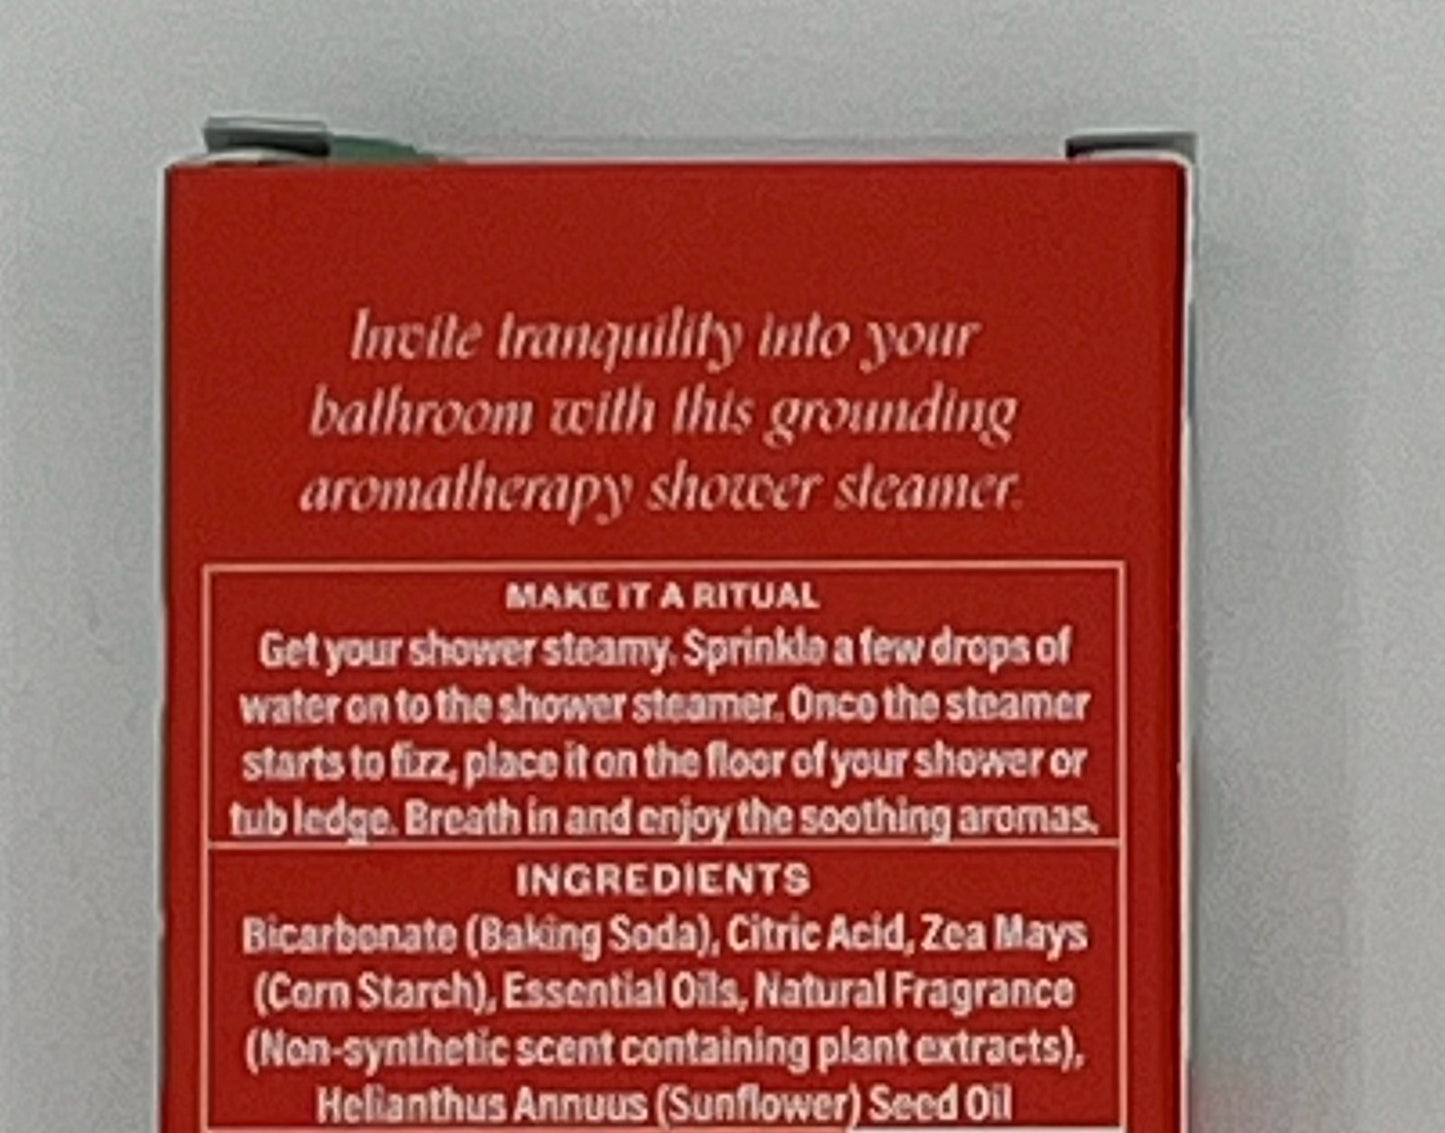 Invite tranquility into your
bathroom with this grounding
aromatherapy shower steamer.
MAKE IT A RITUAL
Get your shower steamy. Sprinkle a few drops of
water on to the shower steamer. Once the steamer
starts to fizz, place it on the floor of your shower or
tub ledge. Breath in and enjoy the soothing aromas.
INGREDIENTS
Bicarbonate (Baking Soda), Citric Acid, Zea Mays
(Corn Starch), Essential Oils, Natural Fragrance
(Non-synthetic scent containing plant extracts),
Helianthus Annuus (Sunflower) Seed Oil